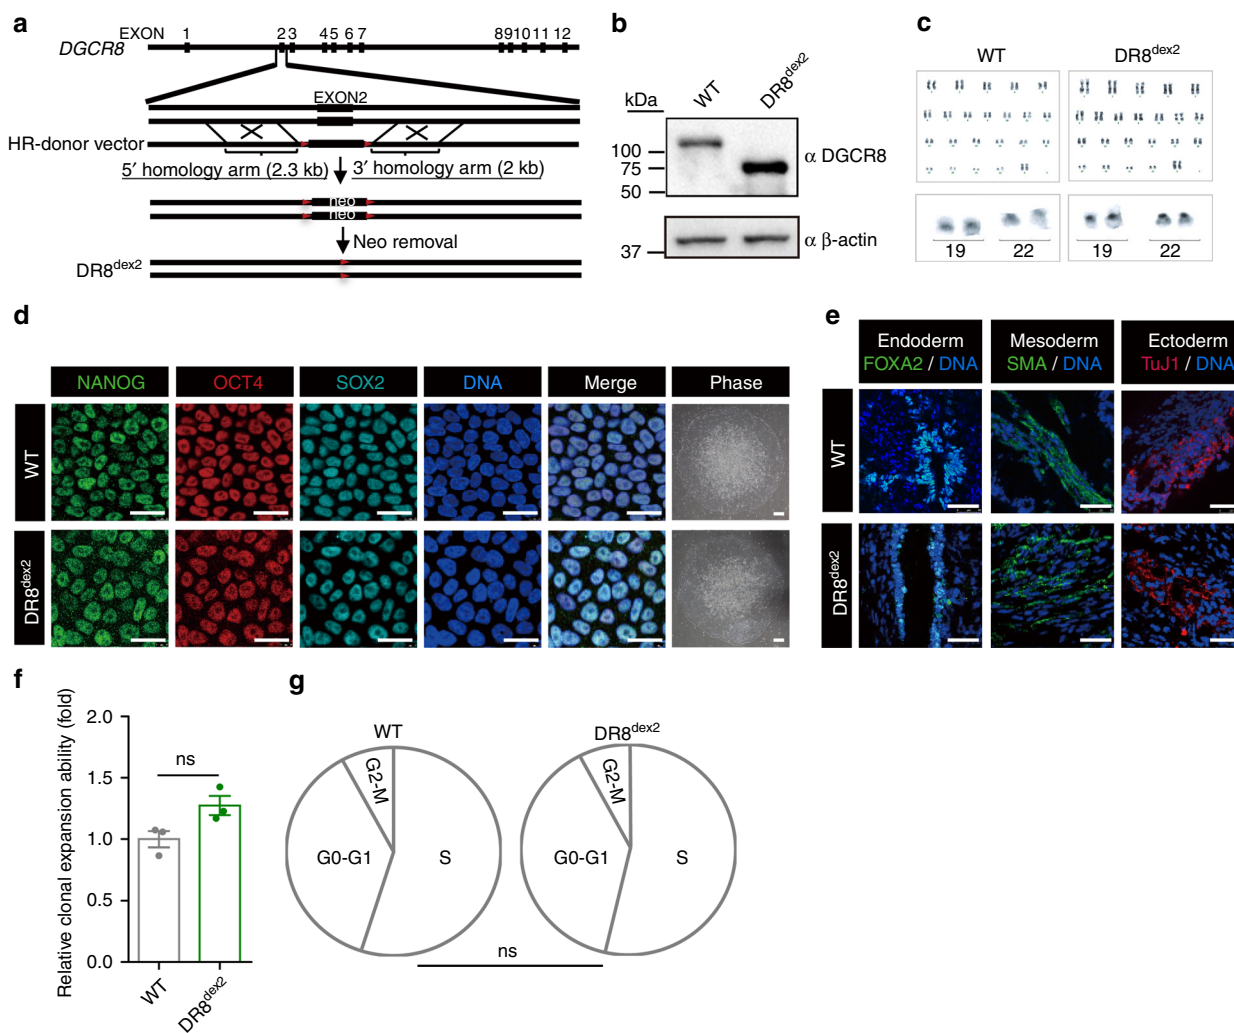 a
EXON 1 2 3 4 5 6 7 8 9 10 11 12
DGCR8
EXON2
HR-donor vector
5′ homology arm (2.3 kb)
3′ homology arm (2 kb)
neo
neo
Neo removal
DR8dex2
b
WT
DR8dex2
kDa
100
75
50
α DGCR8
37
α β-actin
c
WT
DR8dex2
19
22
19
22
d
NANOG
OCT4
SOX2
DNA
Merge
Phase
WT
DR8dex2
e
Endoderm
FOXA2 / DNA
Mesoderm
SMA / DNA
Ectoderm
TuJ1 / DNA
WT
DR8dex2
f
Relative clonal expansion ability (fold)
2.0
1.5
1.0
0.5
0.0
ns
WT
DR8dex2
g
WT
G2-M
G0-G1
S
DR8dex2
G2-M
G0-G1
S
ns